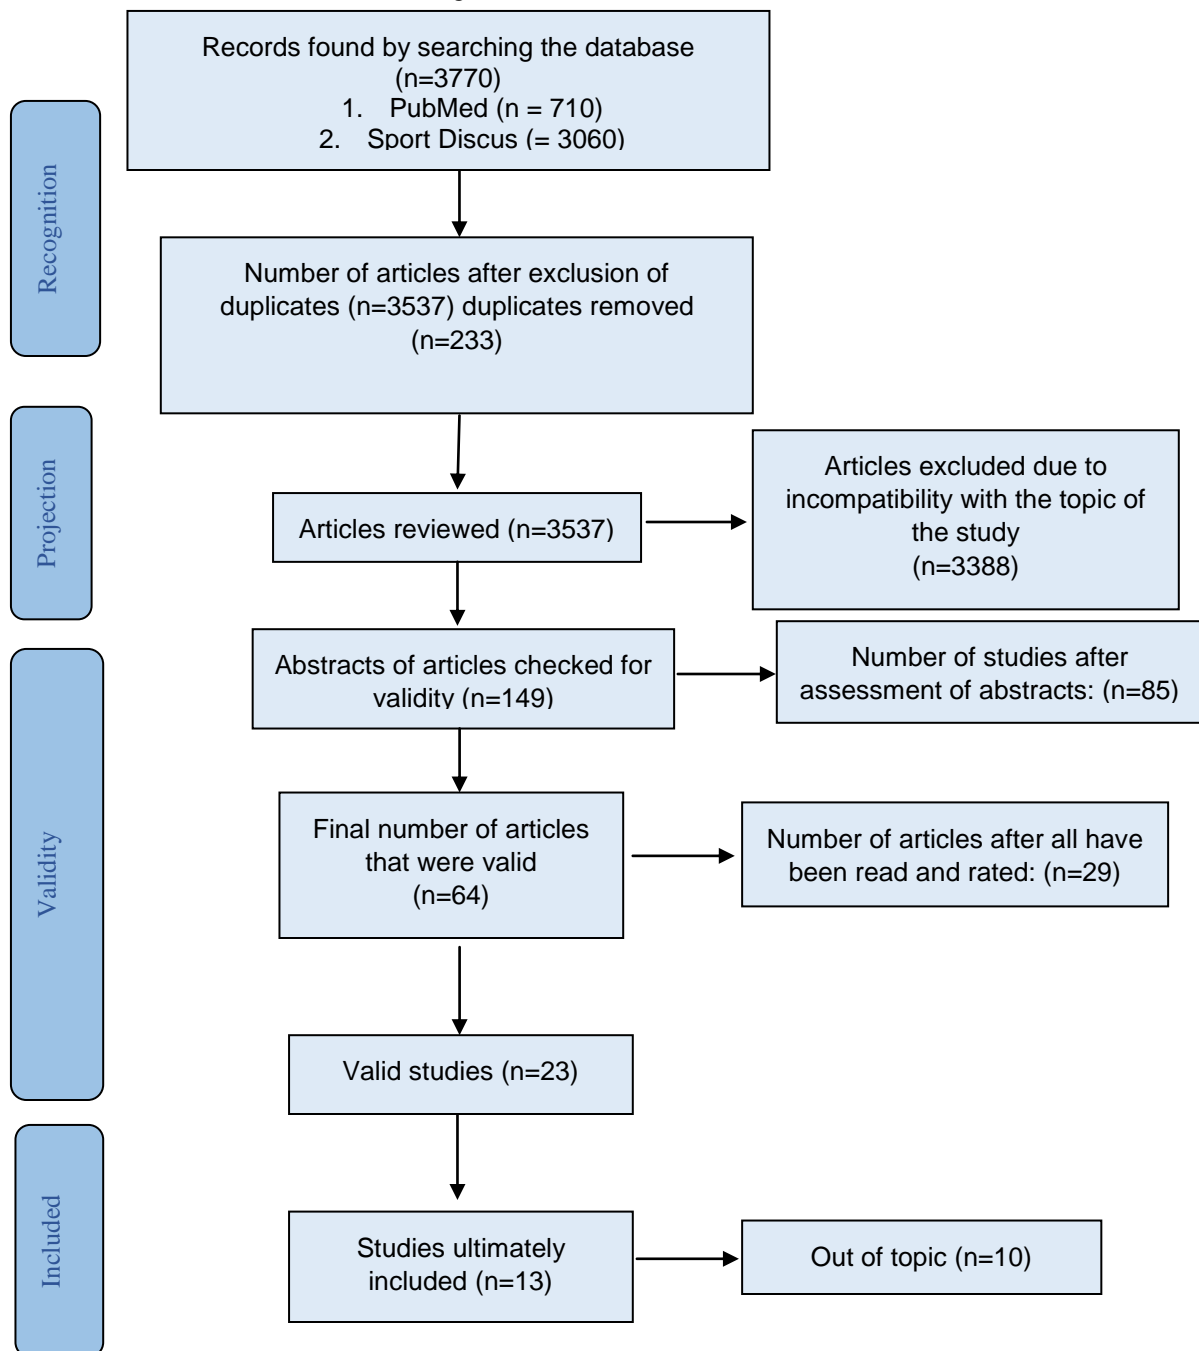 Records found by searching the database
(n=3770)
1. PubMed (n = 710)
2. Sport Discus (= 3060)
Recognition
Number of articles after exclusion of
duplicates (n=3537) duplicates removed
(n=233)
Projection
Articles reviewed (n=3537)
Articles excluded due to
incompatibility with the topic of
the study
(n=3388)
Validity
Abstracts of articles checked for
validity (n=149)
Number of studies after
assessment of abstracts: (n=85)
Final number of articles
that were valid
(n=64)
Number of articles after all have
been read and rated: (n=29)
Valid studies (n=23)
Included
Studies ultimately
included (n=13)
Out of topic (n=10)